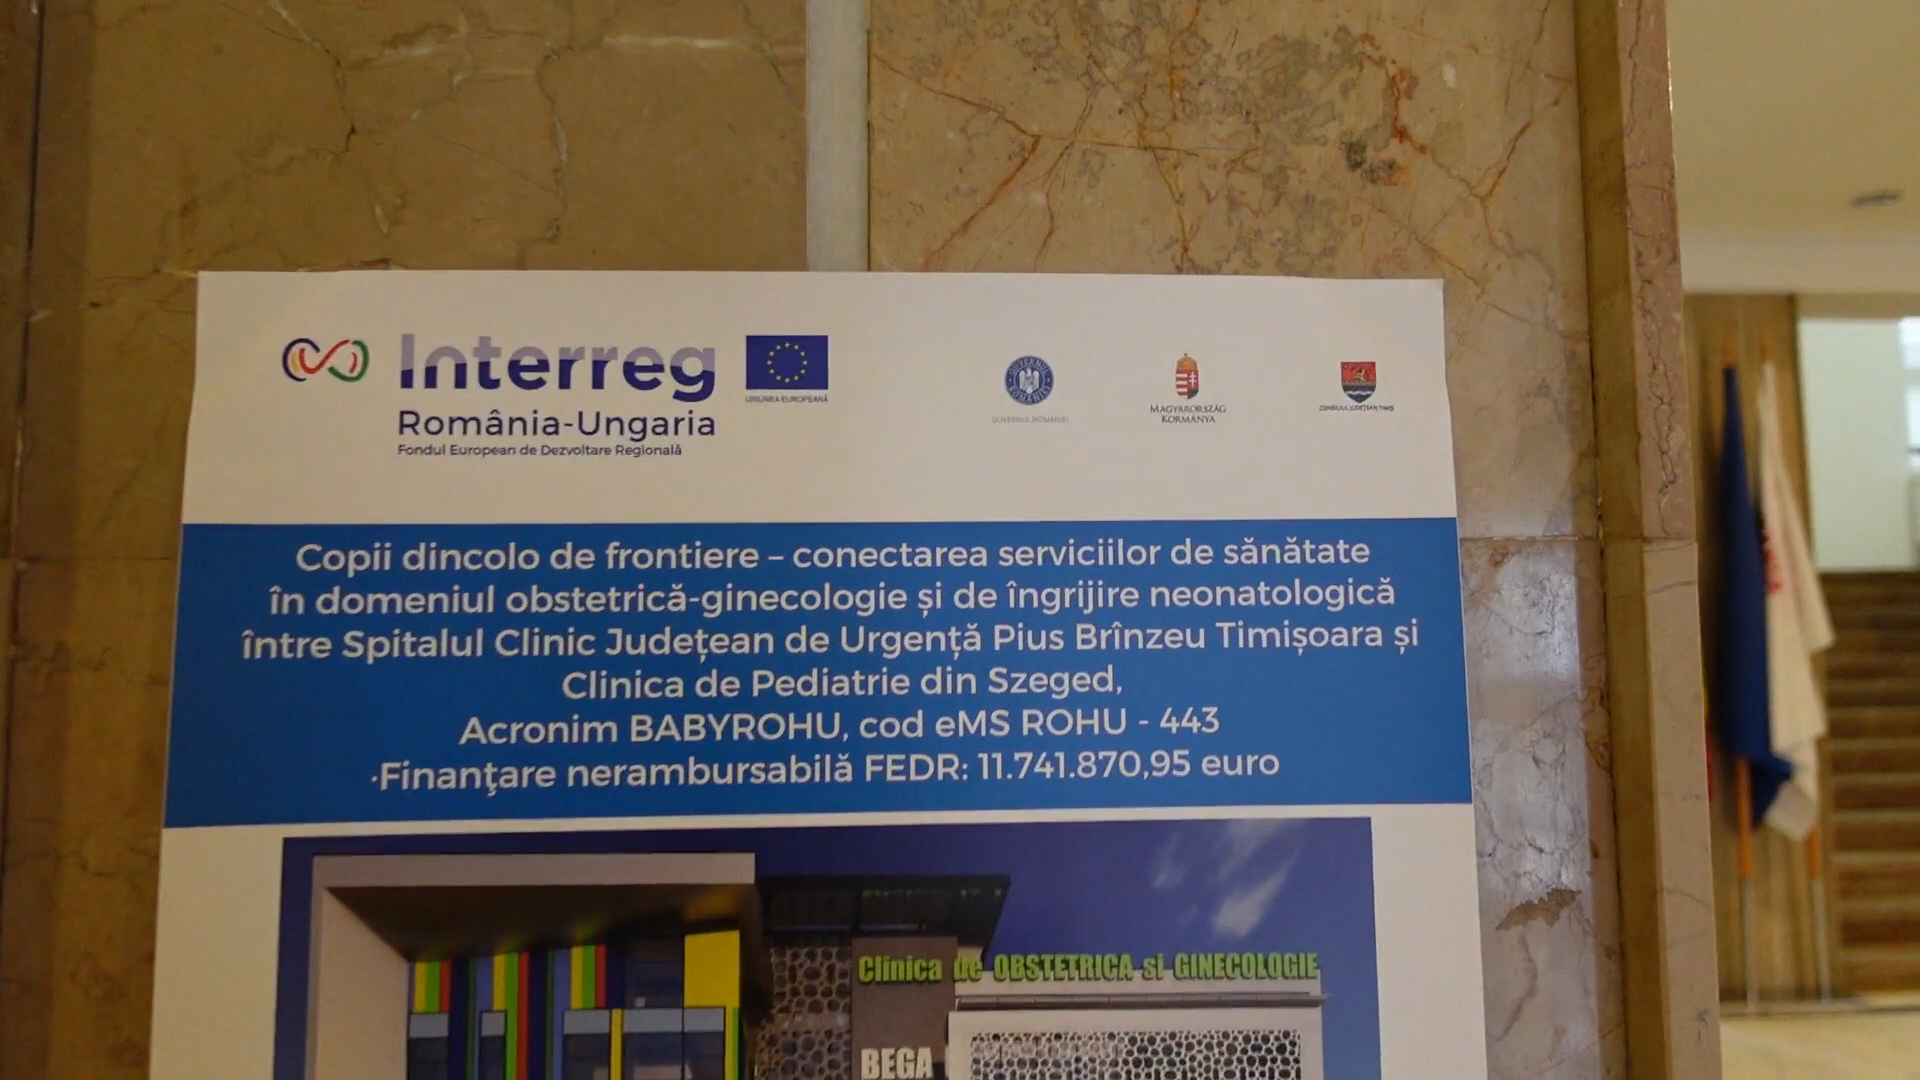 Interreg
România-Ungaria
Fondul European de Dezvoltare Regională
UNIUNEA EUROPEANĂ
GUVERNUL ROMÂNIEI
GUVERNUL ROMÂNIEI
MAGYARORSZÁG
KORMÁNYA
CONSILIUL JUDEȚEAN TIMIȘ
Copii dincolo de frontiere – conectarea serviciilor de sănătate
în domeniul obstetrică-ginecologie și de îngrijire neonatologică
între Spitalul Clinic Județean de Urgență Pius Brînzeu Timișoara și
Clinica de Pediatrie din Szeged,
Acronim BABYROHU, cod eMS ROHU - 443
·Finanţare nerambursabilă FEDR: 11.741.870,95 euro
Clinica de OBSTETRICA si GINECOLOGIE
BEGA